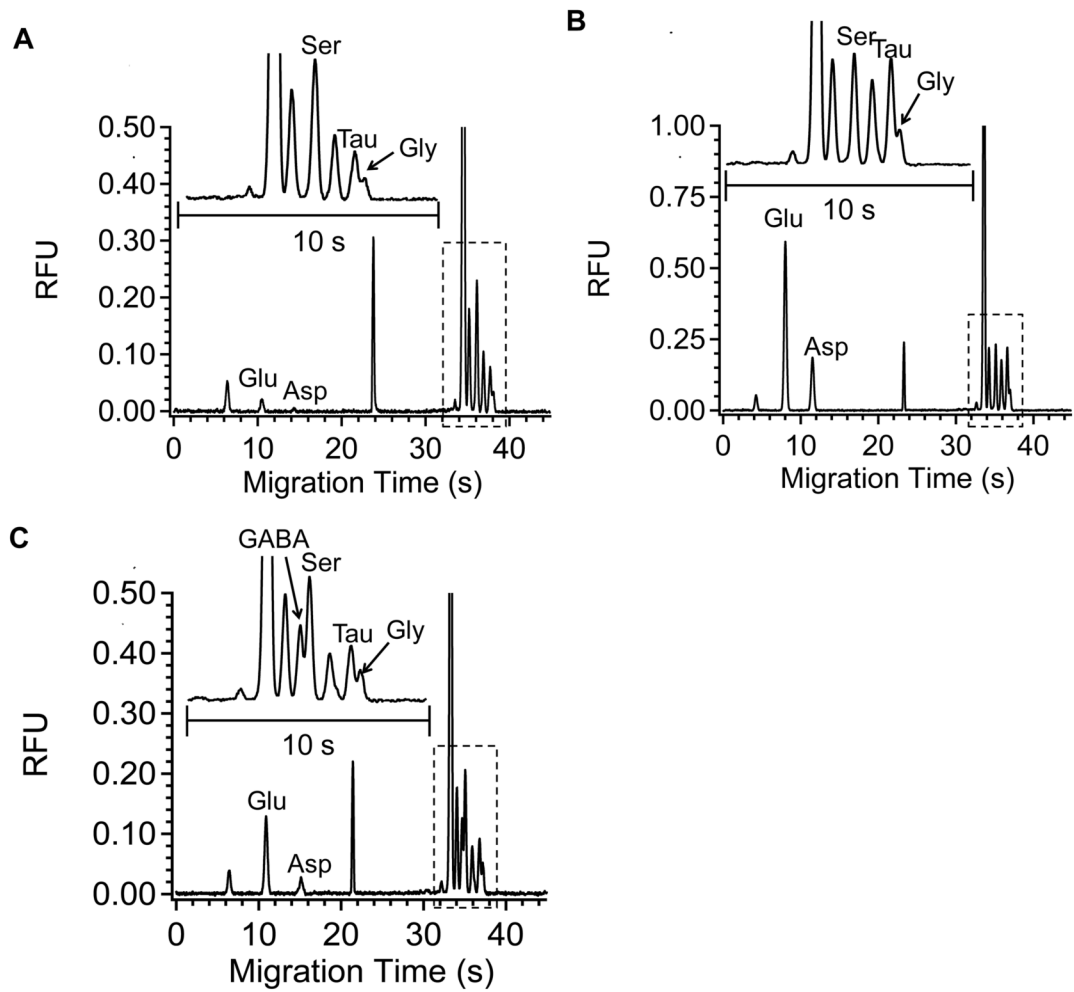 A
Ser
Tau
Gly
10 s
0.50
0.40
0.30
0.20
0.10
0.00
RFU
Glu
Asp
0 10 20 30 40
Migration Time (s)
B
Ser
Tau
Gly
10 s
1.00
0.75
0.50
0.25
0.00
RFU
Glu
Asp
0 10 20 30 40
Migration Time (s)
C
GABA
Ser
Tau
Gly
10 s
0.50
0.40
0.30
0.20
0.10
0.00
RFU
Glu
Asp
0 10 20 30 40
Migration Time (s)